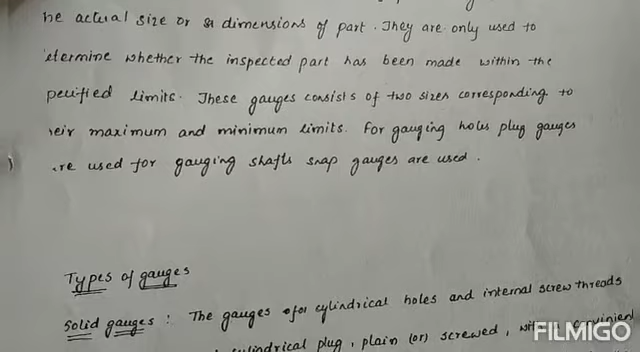 he actual size or dimensions of part. They are only used to
etermine whether the inspected part has been made within the
pecified limits. These gauges consists of two sizes corresponding to
eir maximum and minimum limits. For gauging holes plug gauges
re used for gauging shafts snap gauges are used.
Types of gauges
Solid gauges : The gauges for cylindrical holes and internal screw threads
cylindrical plug, plain (or) screwed, with
FILMIGO